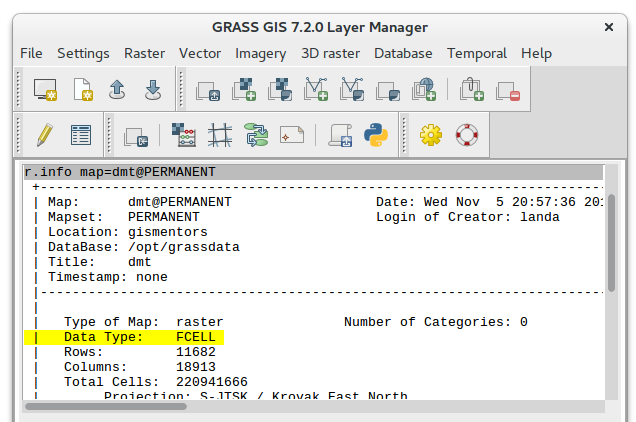 GRASS GIS 7.2.0 Layer Manager
File Settings Raster Vector Imagery 3D raster Database Temporal Help
r.info map=dmt@PERMANENT
+----------------------------------------------------------------------
| Map: dmt@PERMANENT Date: Wed Nov 5 20:57:36 201
| Mapset: PERMANENT Login of Creator: landa
| Location: gismentors
| DataBase: /opt/grassdata
| Title: dmt
| Timestamp: none
|----------------------------------------------------------------------
|
| Type of Map: raster Number of Categories: 0
| Data Type: FCELL
| Rows: 11682
| Columns: 18913
| Total Cells: 220941666
| Projection: S-JTSK / Krovak East North